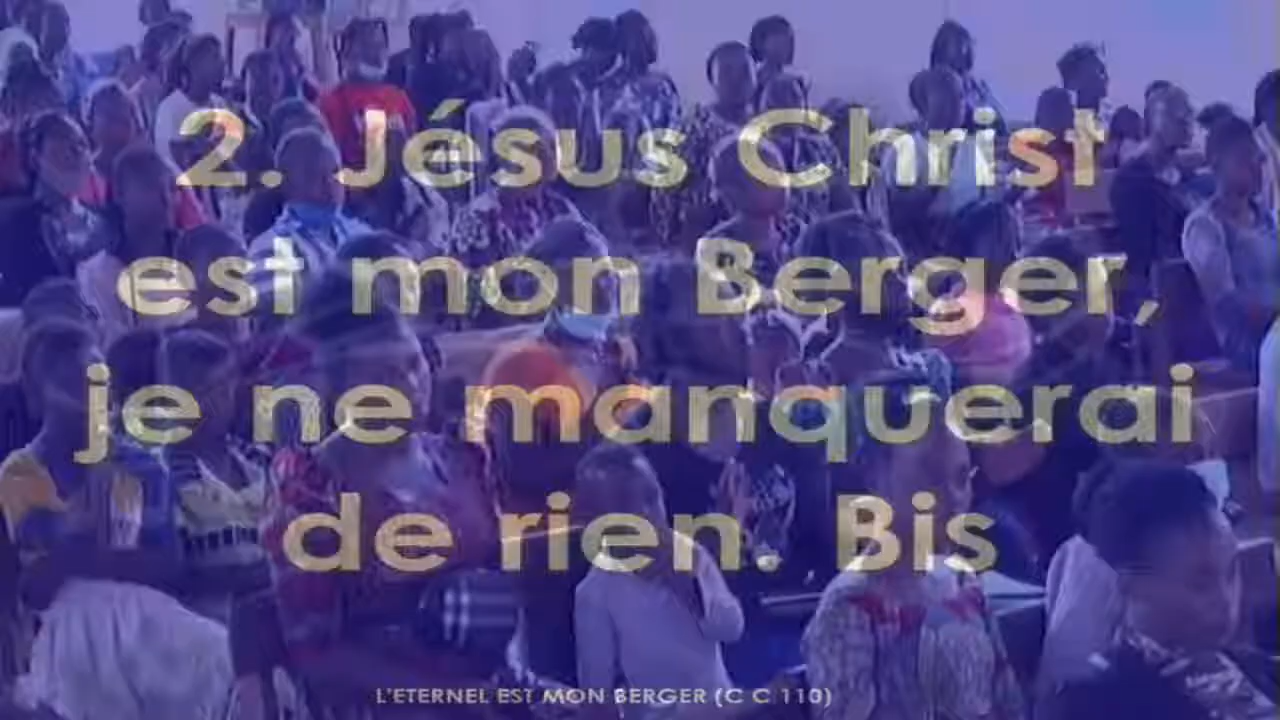 2. Jésus Christ
est mon Berger,
je ne manquerai
de rien. Bis
L'ETERNEL EST MON BERGER (C C 110)